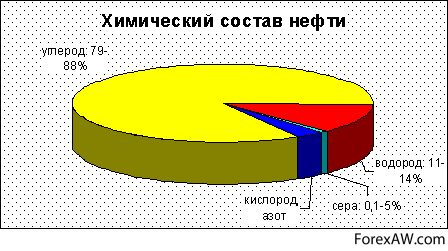 Химический состав нефти
углерод: 79-
88%
водород: 11-
14%
кислород,
азот
сера: 0,1-5%
ForexAW.com